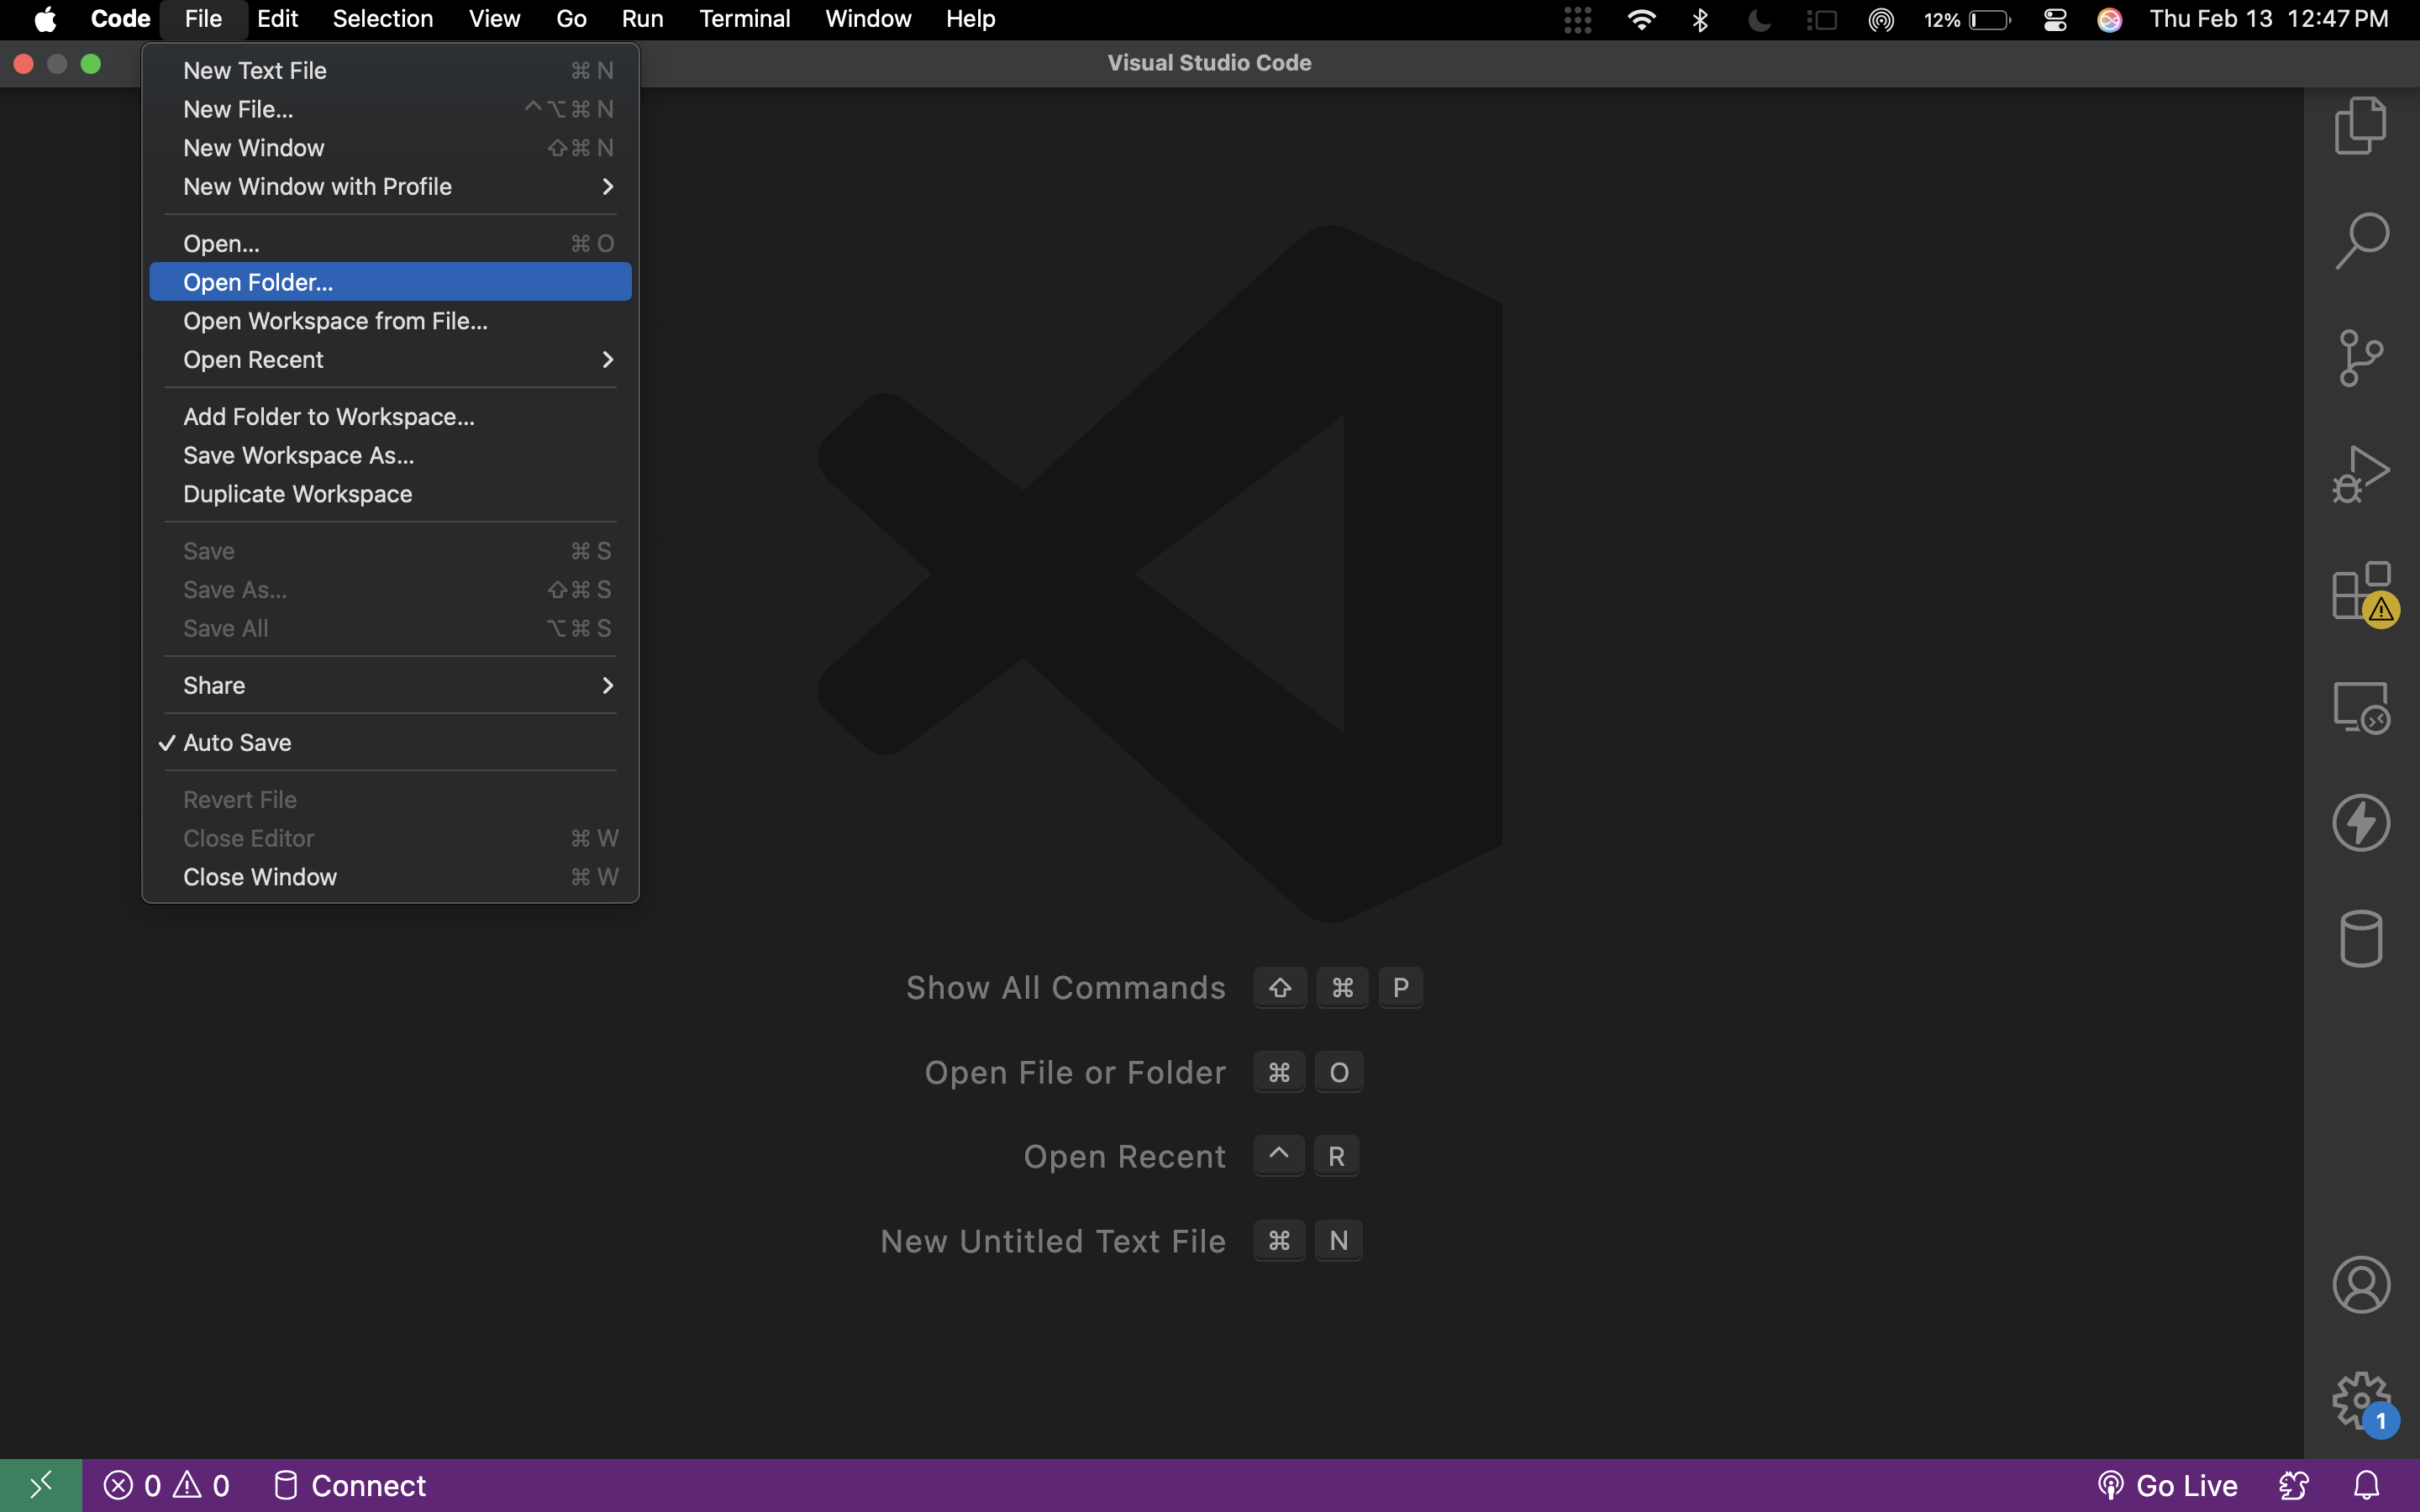 Code File Edit Selection View Go Run Terminal Window Help 12% Thu Feb 13 12:47 PM
Visual Studio Code
New Text File ⌘ N
New File... ^⌥⌘ N
New Window ⇧⌘ N
New Window with Profile
Open... ⌘ O
Open Folder...
Open Workspace from File...
Open Recent
Add Folder to Workspace...
Save Workspace As...
Duplicate Workspace
Save ⌘ S
Save As... ⇧⌘ S
Save All ⌥⌘ S
Share
✓ Auto Save
Revert File
Close Editor ⌘ W
Close Window ⌘ W
Show All Commands ⇧ ⌘ P
Open File or Folder ⌘ O
Open Recent ^ R
New Untitled Text File ⌘ N
1
0 0 Connect Go Live